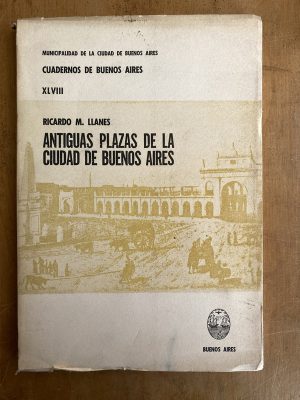 MUNICIPALIDAD DE LA CIUDAD DE BUENOS AIRES
CUADERNOS DE BUENOS AIRES
XLVIII
RICARDO M. LLANES
ANTIGUAS PLAZAS DE LA
CIUDAD DE BUENOS AIRES
BUENOS AIRES